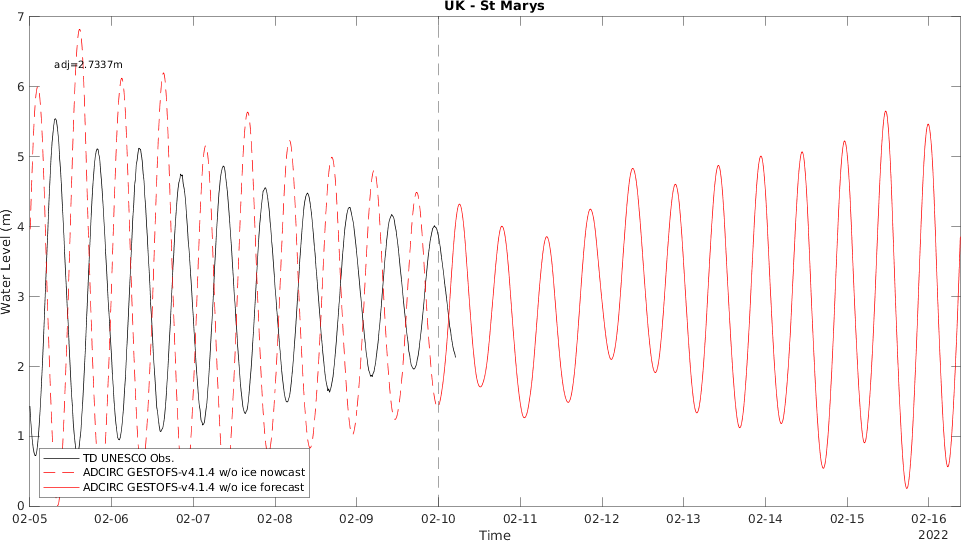 UK - St Marys
adj=2.7337m
Water Level (m)
7
6
5
4
3
2
1
0
TD UNESCO Obs.
ADCIRC GESTOFS-v4.1.4 w/o ice nowcast
ADCIRC GESTOFS-v4.1.4 w/o ice forecast
02-05 02-06 02-07 02-08 02-09 02-10 02-11 02-12 02-13 02-14 02-15 02-16
Time
2022